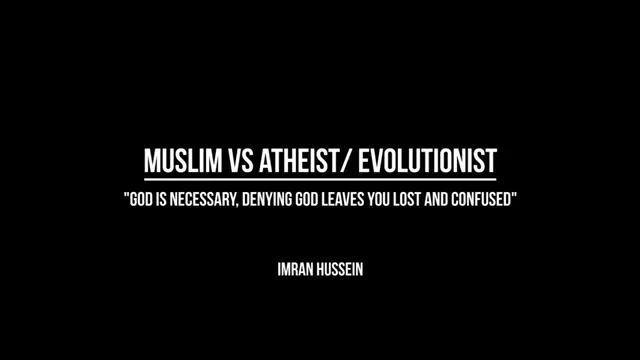 MUSLIM VS ATHEIST/ EVOLUTIONIST
"GOD IS NECESSARY, DENYING GOD LEAVES YOU LOST AND CONFUSED"
IMRAN HUSSEIN